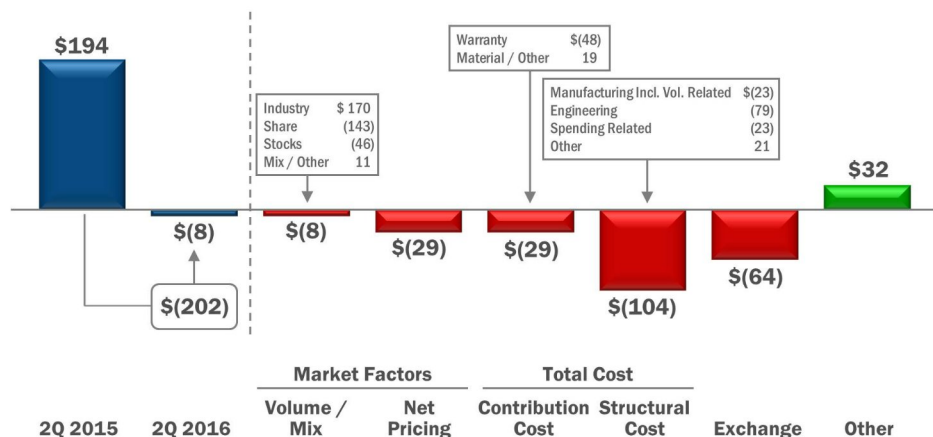 $194
$(8)
$(202)
Industry $ 170
Share (143)
Stocks (46)
Mix / Other 11
Warranty $(48)
Material / Other 19
Manufacturing Incl. Vol. Related $(23)
Engineering (79)
Spending Related (23)
Other 21
$(8)
$(29)
$(29)
$(104)
$(64)
$32
Market Factors
Total Cost
2Q 2015
2Q 2016
Volume /
Mix
Net
Pricing
Contribution
Cost
Structural
Cost
Exchange
Other